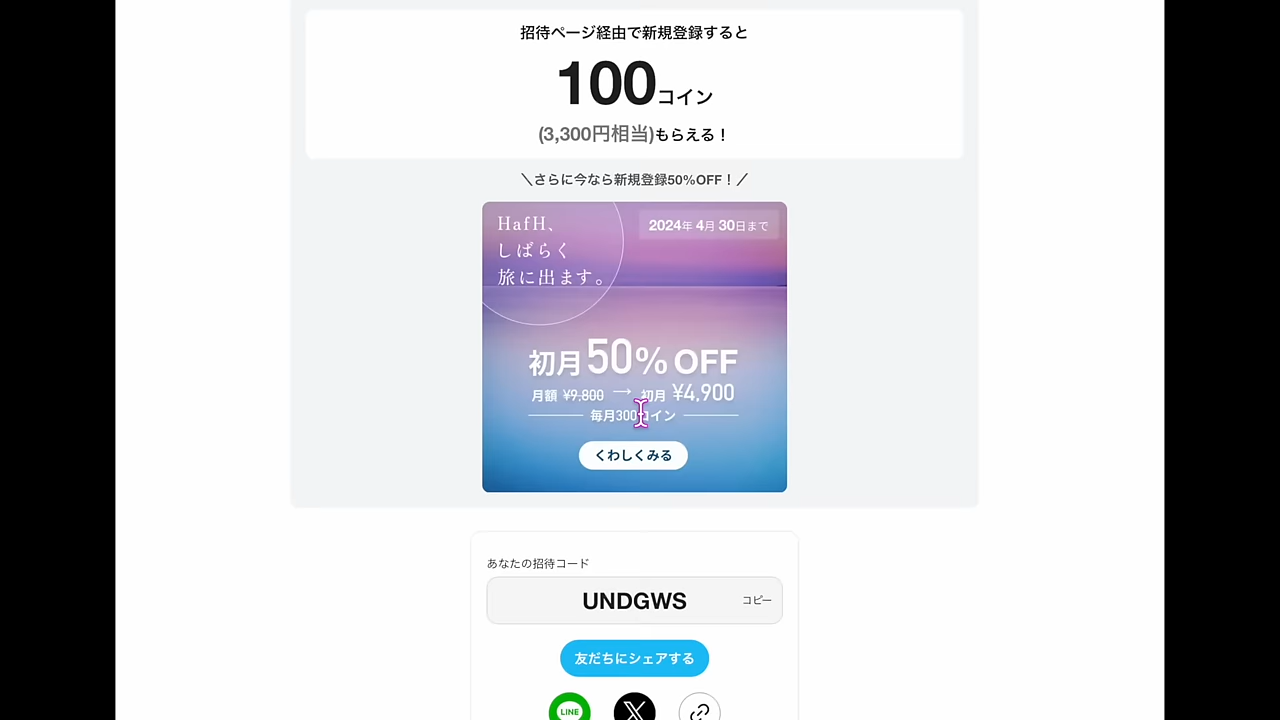 招待ページ経由で新規登録すると
100コイン
(3,300円相当)もらえる！
＼さらに今なら新規登録50%OFF！／
HafH、
しばらく
旅に出ます。
2024年 4月 30日まで
初月50%OFF
月額 ¥9,800 → 初月 ¥4,900
毎月300コイン
くわしくみる
あなたの招待コード
UNDGWS
コピー
友だちにシェアする
LINE
X